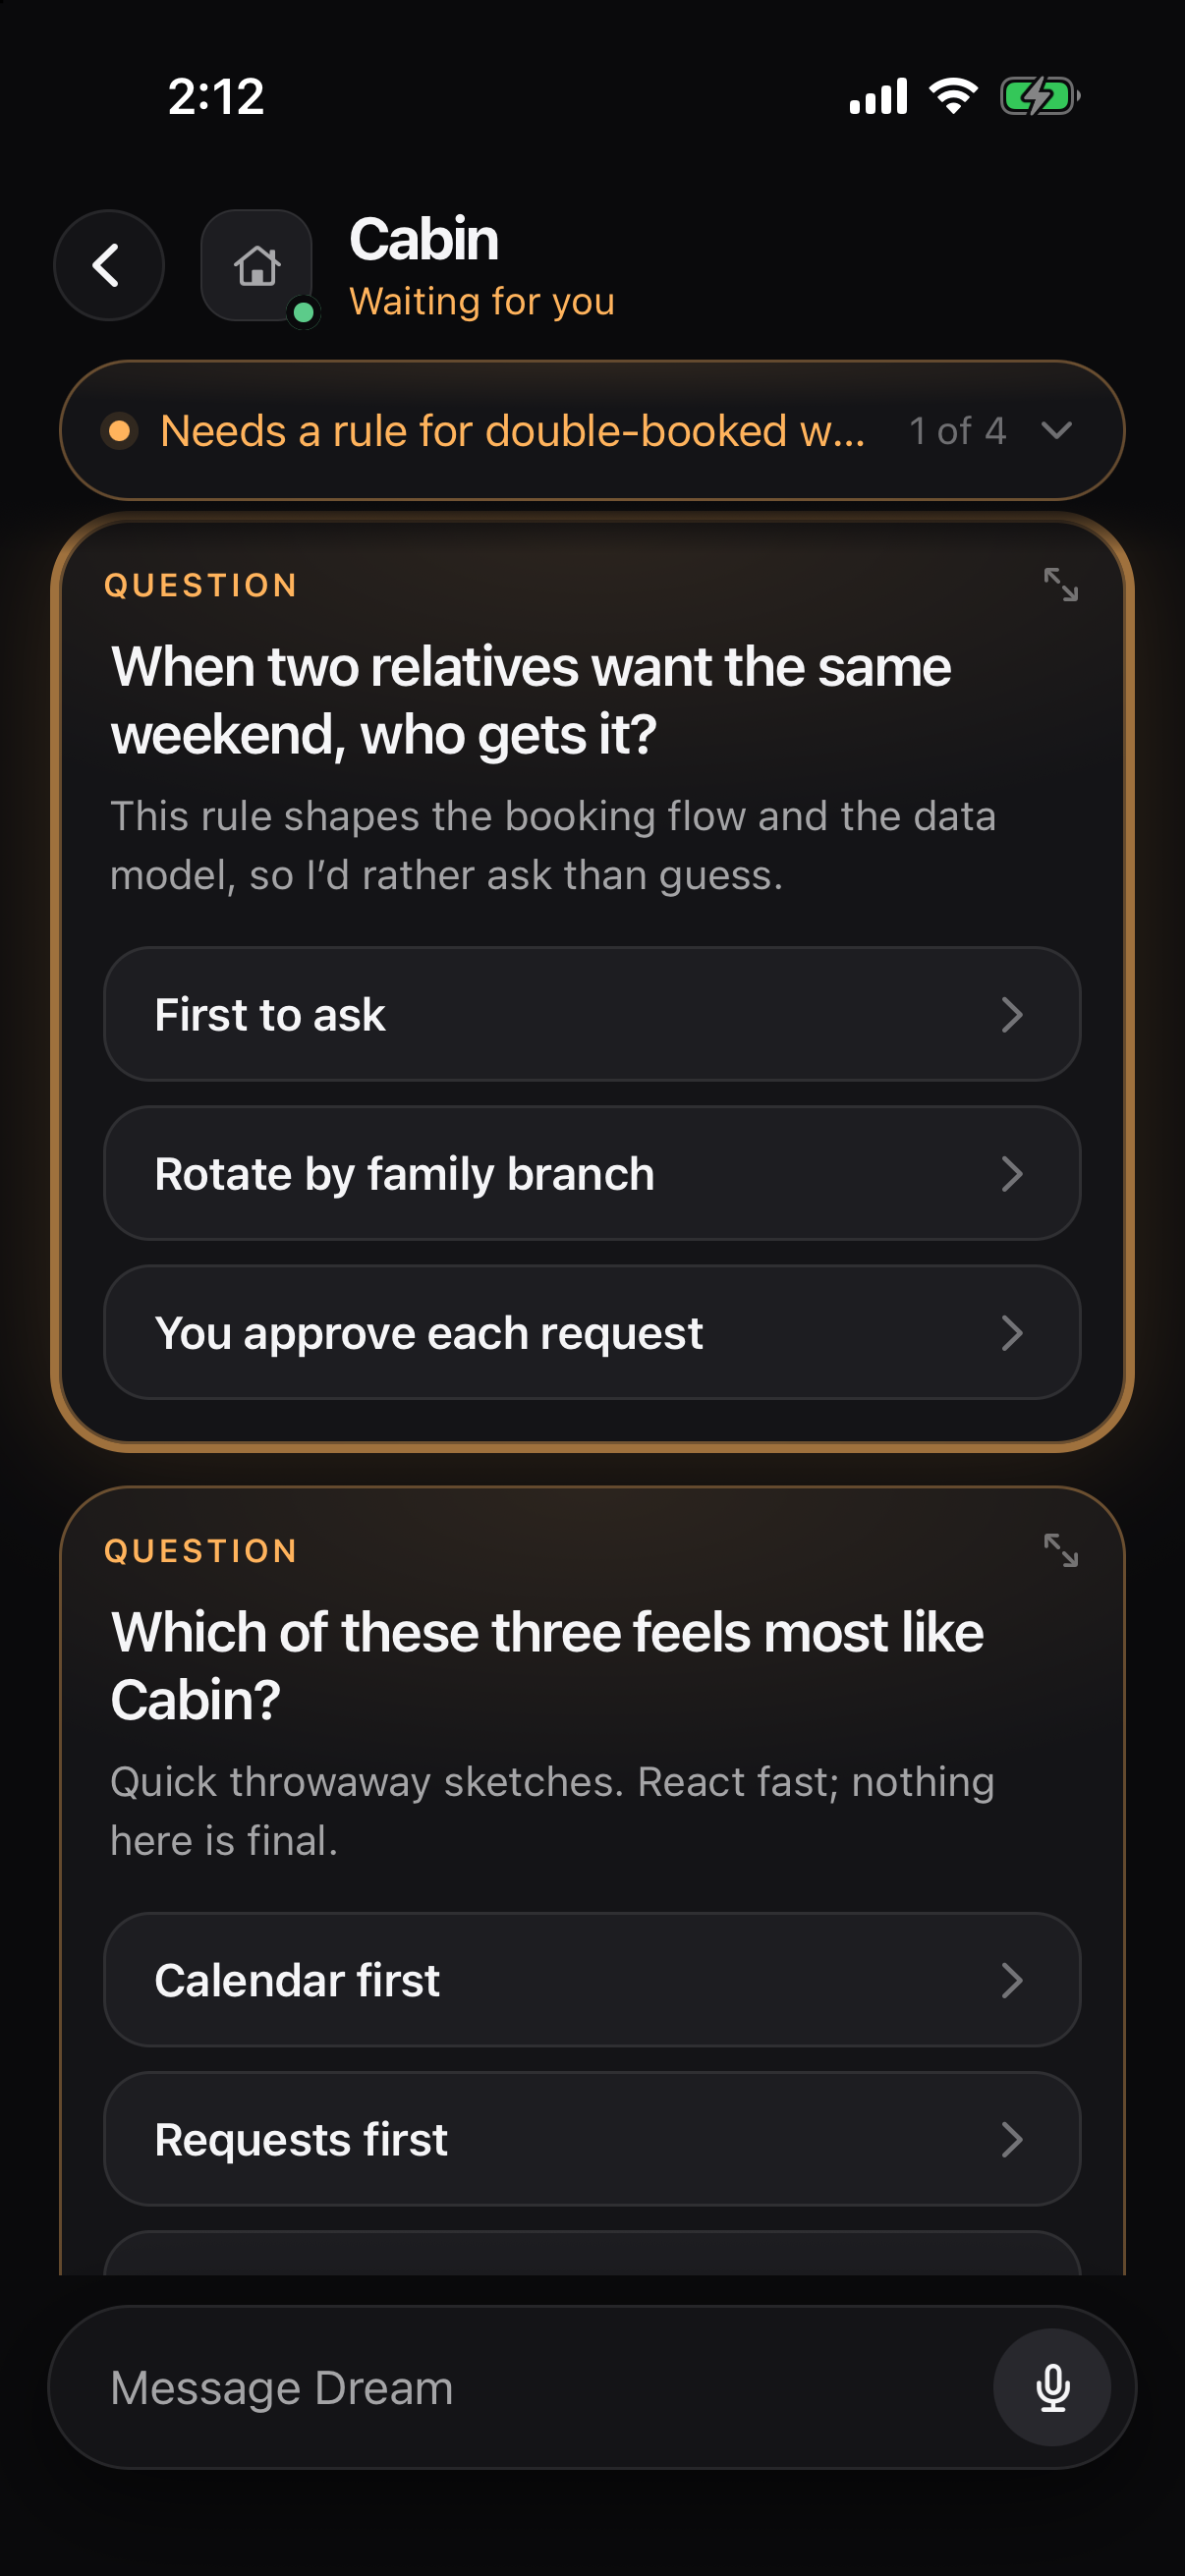 2:12
Cabin
Waiting for you
Needs a rule for double-booked w...
1 of 4
QUESTION
When two relatives want the same
weekend, who gets it?
This rule shapes the booking flow and the data
model, so I’d rather ask than guess.
First to ask
Rotate by family branch
You approve each request
QUESTION
Which of these three feels most like
Cabin?
Quick throwaway sketches. React fast; nothing
here is final.
Calendar first
Requests first
Message Dream